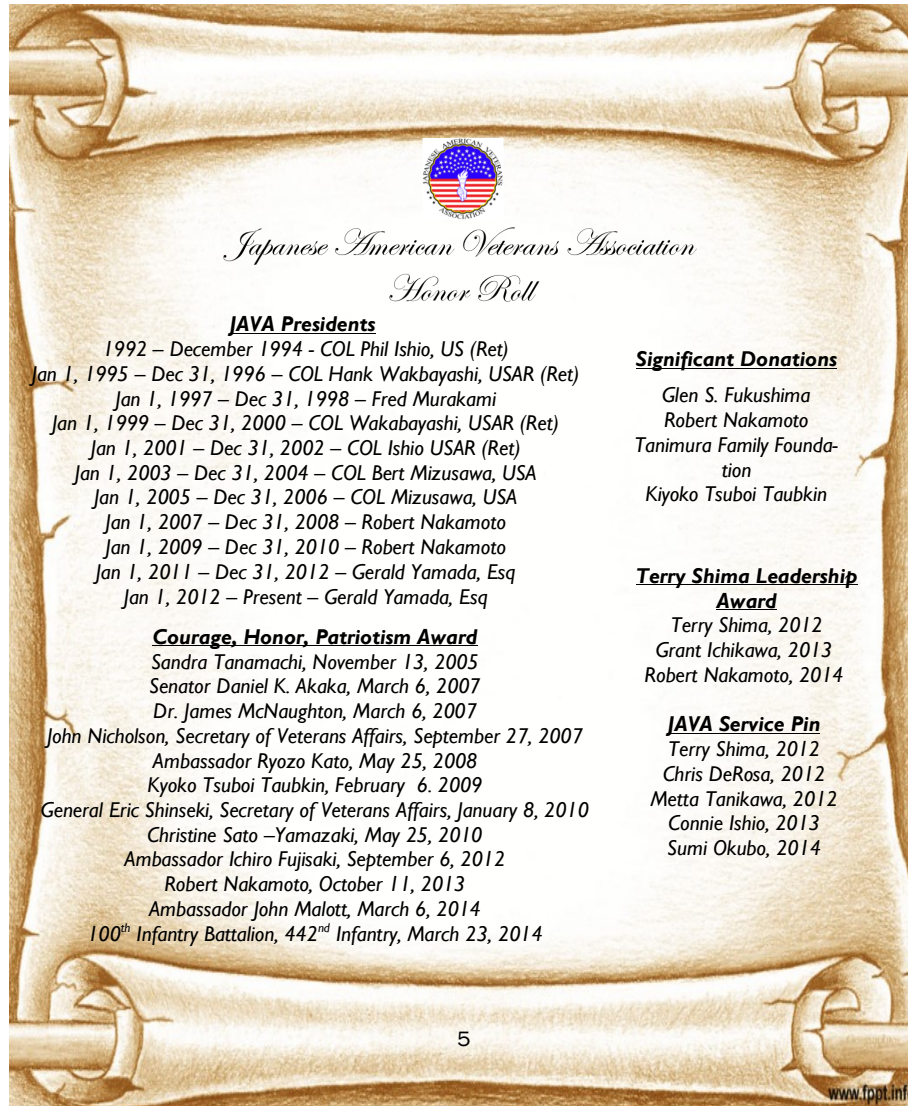 JAPANESE AMERICAN VETERANS
ASSOCIATION
Japanese American Veterans Association
Honor Roll
JAVA Presidents
1992 – December 1994 - COL Phil Ishio, US (Ret)
Jan 1, 1995 – Dec 31, 1996 – COL Hank Wakbayashi, USAR (Ret)
Jan 1, 1997 – Dec 31, 1998 – Fred Murakami
Jan 1, 1999 – Dec 31, 2000 – COL Wakabayashi, USAR (Ret)
Jan 1, 2001 – Dec 31, 2002 – COL Ishio USAR (Ret)
Jan 1, 2003 – Dec 31, 2004 – COL Bert Mizusawa, USA
Jan 1, 2005 – Dec 31, 2006 – COL Mizusawa, USA
Jan 1, 2007 – Dec 31, 2008 – Robert Nakamoto
Jan 1, 2009 – Dec 31, 2010 – Robert Nakamoto
Jan 1, 2011 – Dec 31, 2012 – Gerald Yamada, Esq
Jan 1, 2012 – Present – Gerald Yamada, Esq
Courage, Honor, Patriotism Award
Sandra Tanamachi, November 13, 2005
Senator Daniel K. Akaka, March 6, 2007
Dr. James McNaughton, March 6, 2007
John Nicholson, Secretary of Veterans Affairs, September 27, 2007
Ambassador Ryozo Kato, May 25, 2008
Kyoko Tsuboi Taubkin, February 6. 2009
General Eric Shinseki, Secretary of Veterans Affairs, January 8, 2010
Christine Sato –Yamazaki, May 25, 2010
Ambassador Ichiro Fujisaki, September 6, 2012
Robert Nakamoto, October 11, 2013
Ambassador John Malott, March 6, 2014
100th Infantry Battalion, 442nd Infantry, March 23, 2014
Significant Donations
Glen S. Fukushima
Robert Nakamoto
Tanimura Family Founda-
tion
Kiyoko Tsuboi Taubkin
Terry Shima Leadership
Award
Terry Shima, 2012
Grant Ichikawa, 2013
Robert Nakamoto, 2014
JAVA Service Pin
Terry Shima, 2012
Chris DeRosa, 2012
Metta Tanikawa, 2012
Connie Ishio, 2013
Sumi Okubo, 2014
5
www.fppt.inf